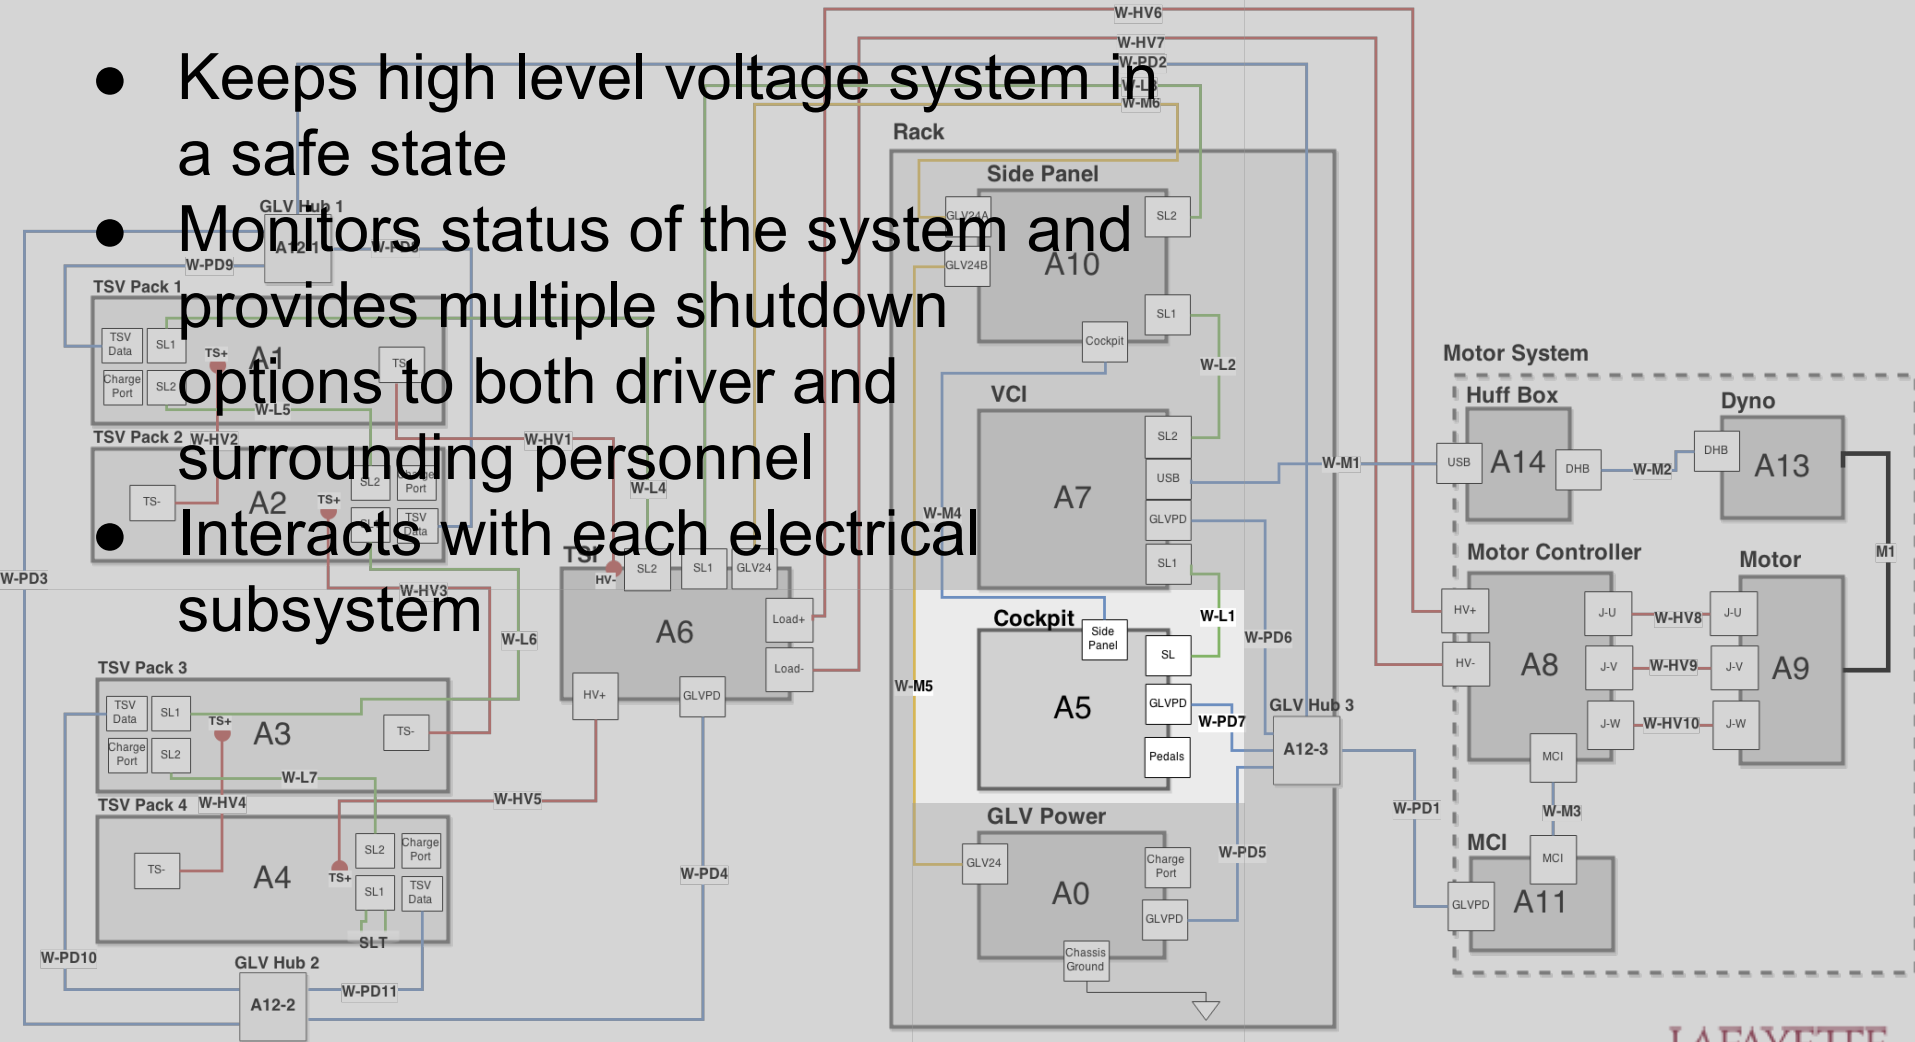 ● Keeps high level voltage system in
a safe state
● Monitors status of the system and
provides multiple shutdown
options to both driver and
surrounding personnel
● Interacts with each electrical
subsystem
W-HV6
W-HV7
W-PD2
W-M6
Rack
Side Panel
GLV24A
SL2
GLV24B
A10
SL1
Cockpit
W-L2
VCI
SL2
USB
A7
GLVPD
SL1
W-M4
W-M1
Cockpit
Side
Panel
W-L1
SL
A5
GLVPD
W-PD7
Pedals
W-M5
W-PD6
GLV Hub 3
A12-3
GLV Power
GLV24
Charge
Port
A0
GLVPD
Chassis
Ground
W-PD5
W-PD1
GLV Hub 1
A12-1
W-PD9
W-PD3
TSV Pack 1
TSV
Data
SL1
TS+
A1
TS-
Charge
Port
SL2
W-L5
TSV Pack 2
W-HV2
W-HV1
TS-
A2
TS+
SL2
Port
TSV
Data
W-L4
W-HV3
W-L6
TSI
HV-
SL2
SL1
GLV24
Load+
A6
Load-
HV+
GLVPD
TSV Pack 3
TSV
Data
SL1
TS+
A3
TS-
Charge
Port
SL2
W-L7
TSV Pack 4
W-HV4
W-HV5
TS-
A4
TS+
SL2
Charge
Port
SL1
TSV
Data
SLT
W-PD4
W-PD10
GLV Hub 2
A12-2
W-PD11
Motor System
Huff Box
Dyno
USB
A14
DHB
W-M2
DHB
A13
M1
Motor Controller
Motor
HV+
J-U
W-HV8
J-U
HV-
A8
J-V
W-HV9
J-V
A9
J-W
W-HV10
J-W
MCI
W-M3
MCI
MCI
GLVPD
A11
LAFAYETTE